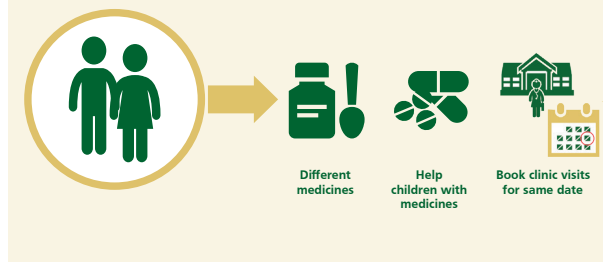 Different
medicines
Help
children with
medicines
Book clinic visits
for same date